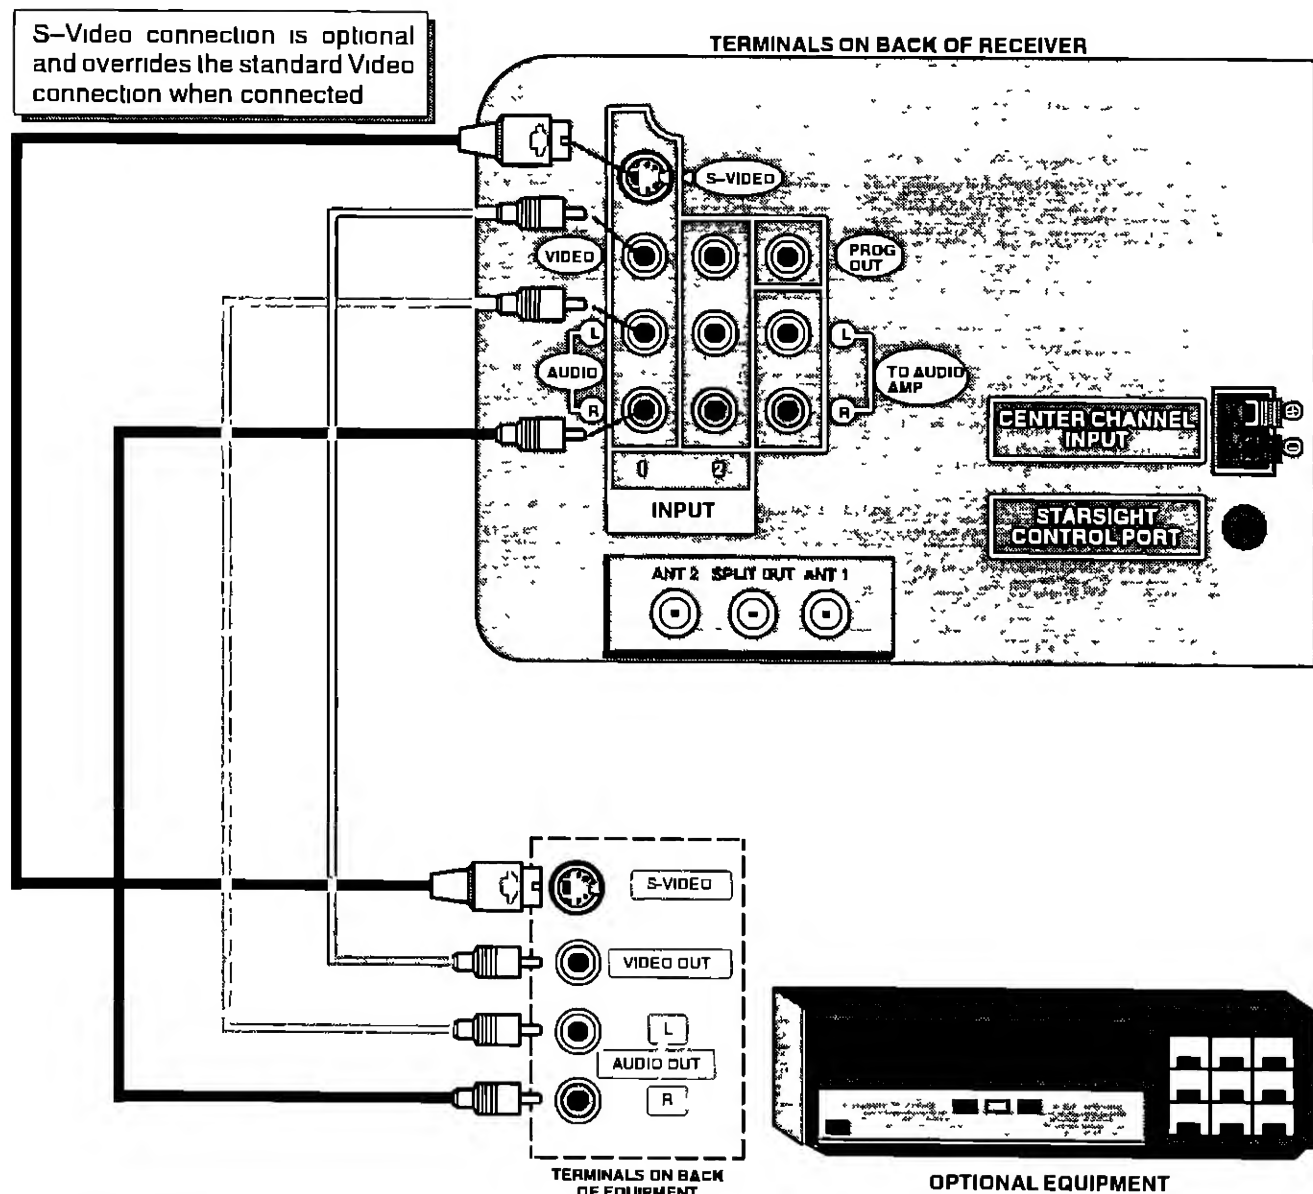 S–Video connection is optional
and overrides the standard Video
connection when connected
TERMINALS ON BACK OF RECEIVER
S–VIDEO
VIDEO
PROG
OUT
L
L
AUDIO
TO AUDIO
AMP
R
R
CENTER CHANNEL
INPUT
1 2
INPUT
STARSIGHT
CONTROL PORT
ANT 2 SPLIT OUT ANT 1
S-VIDEO
VIDEO OUT
L
AUDIO OUT
R
TERMINALS ON BACK
OF EQUIPMENT
OPTIONAL EQUIPMENT